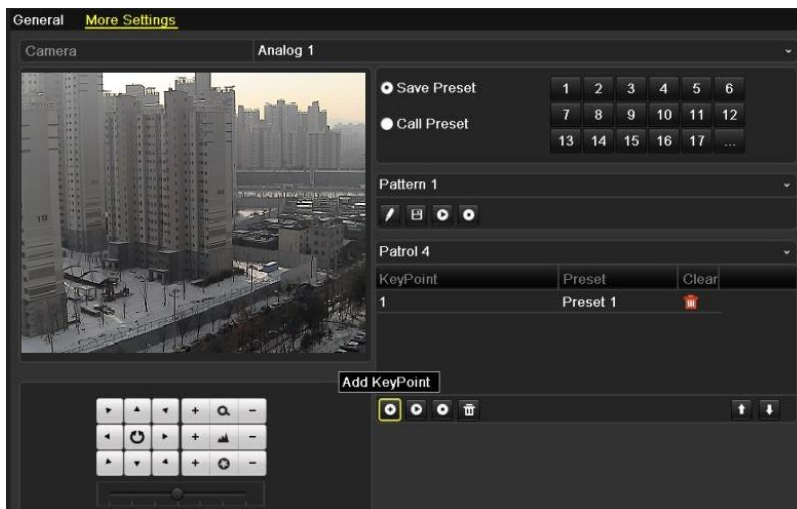 General More Settings
Camera Analog 1
Save Preset 1 2 3 4 5 6
Call Preset 7 8 9 10 11 12
13 14 15 16 17 ...
Pattern 1
Patrol 4
KeyPoint Preset Clear
1 Preset 1
Add KeyPoint